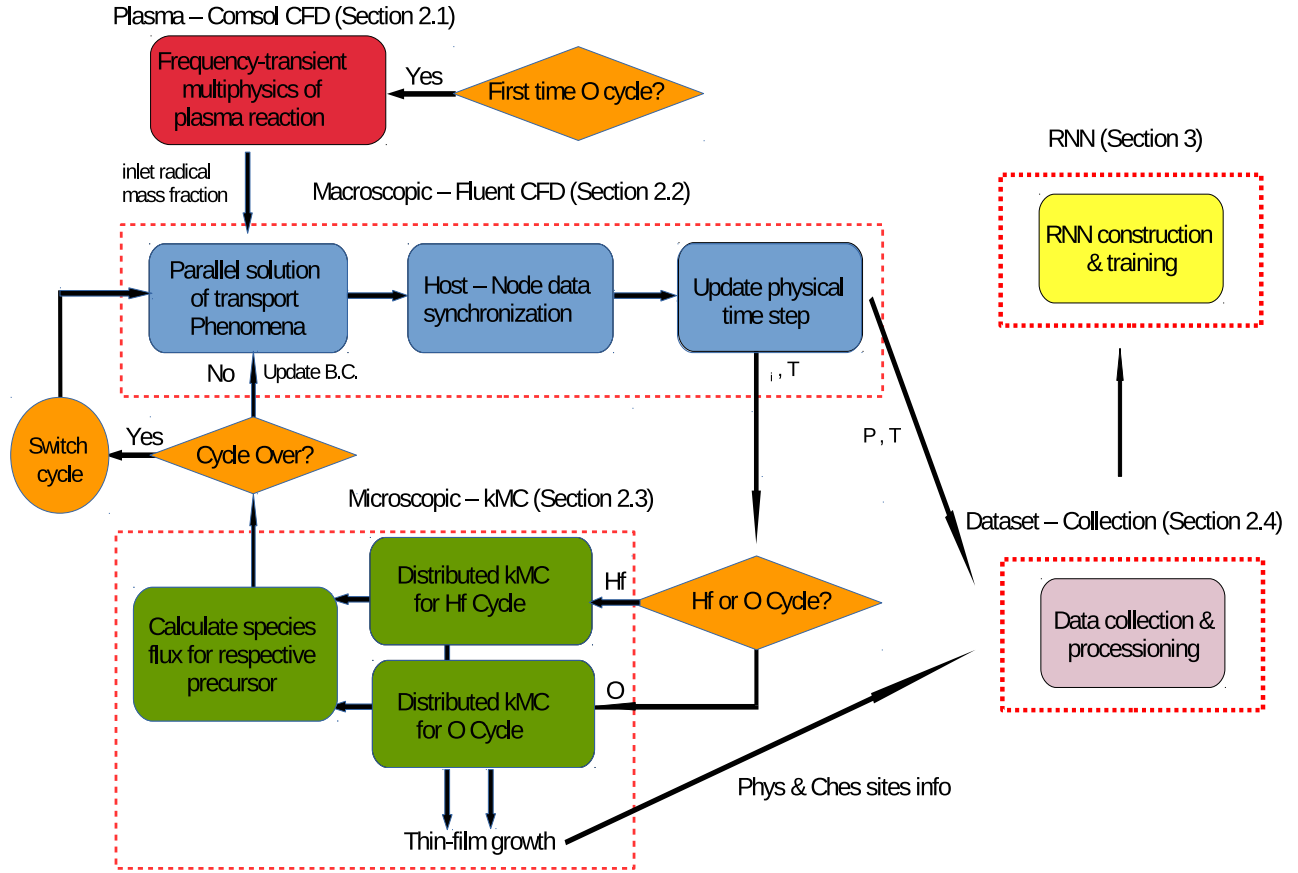 Plasma – Comsol CFD (Section 2.1)
Frequency-transient
multiphysics of
plasma reaction
Yes
First time O cycle?
inlet radical
mass fraction
Macroscopic – Fluent CFD (Section 2.2)
RNN (Section 3)
RNN construction
& training
Parallel solution
of transport
Phenomena
Host – Node data
synchronization
Update physical
time step
No
Update B.C.
i , T
P , T
Switch
cycle
Yes
Cycle Over?
Microscopic – kMC (Section 2.3)
Dataset – Collection (Section 2.4)
Distributed kMC
for Hf Cycle
Hf
Hf or O Cycle?
Calculate species
flux for respective
precursor
Data collection &
processioning
Distributed kMC
for O Cycle
O
Phys & Ches sites info
Thin-film growth